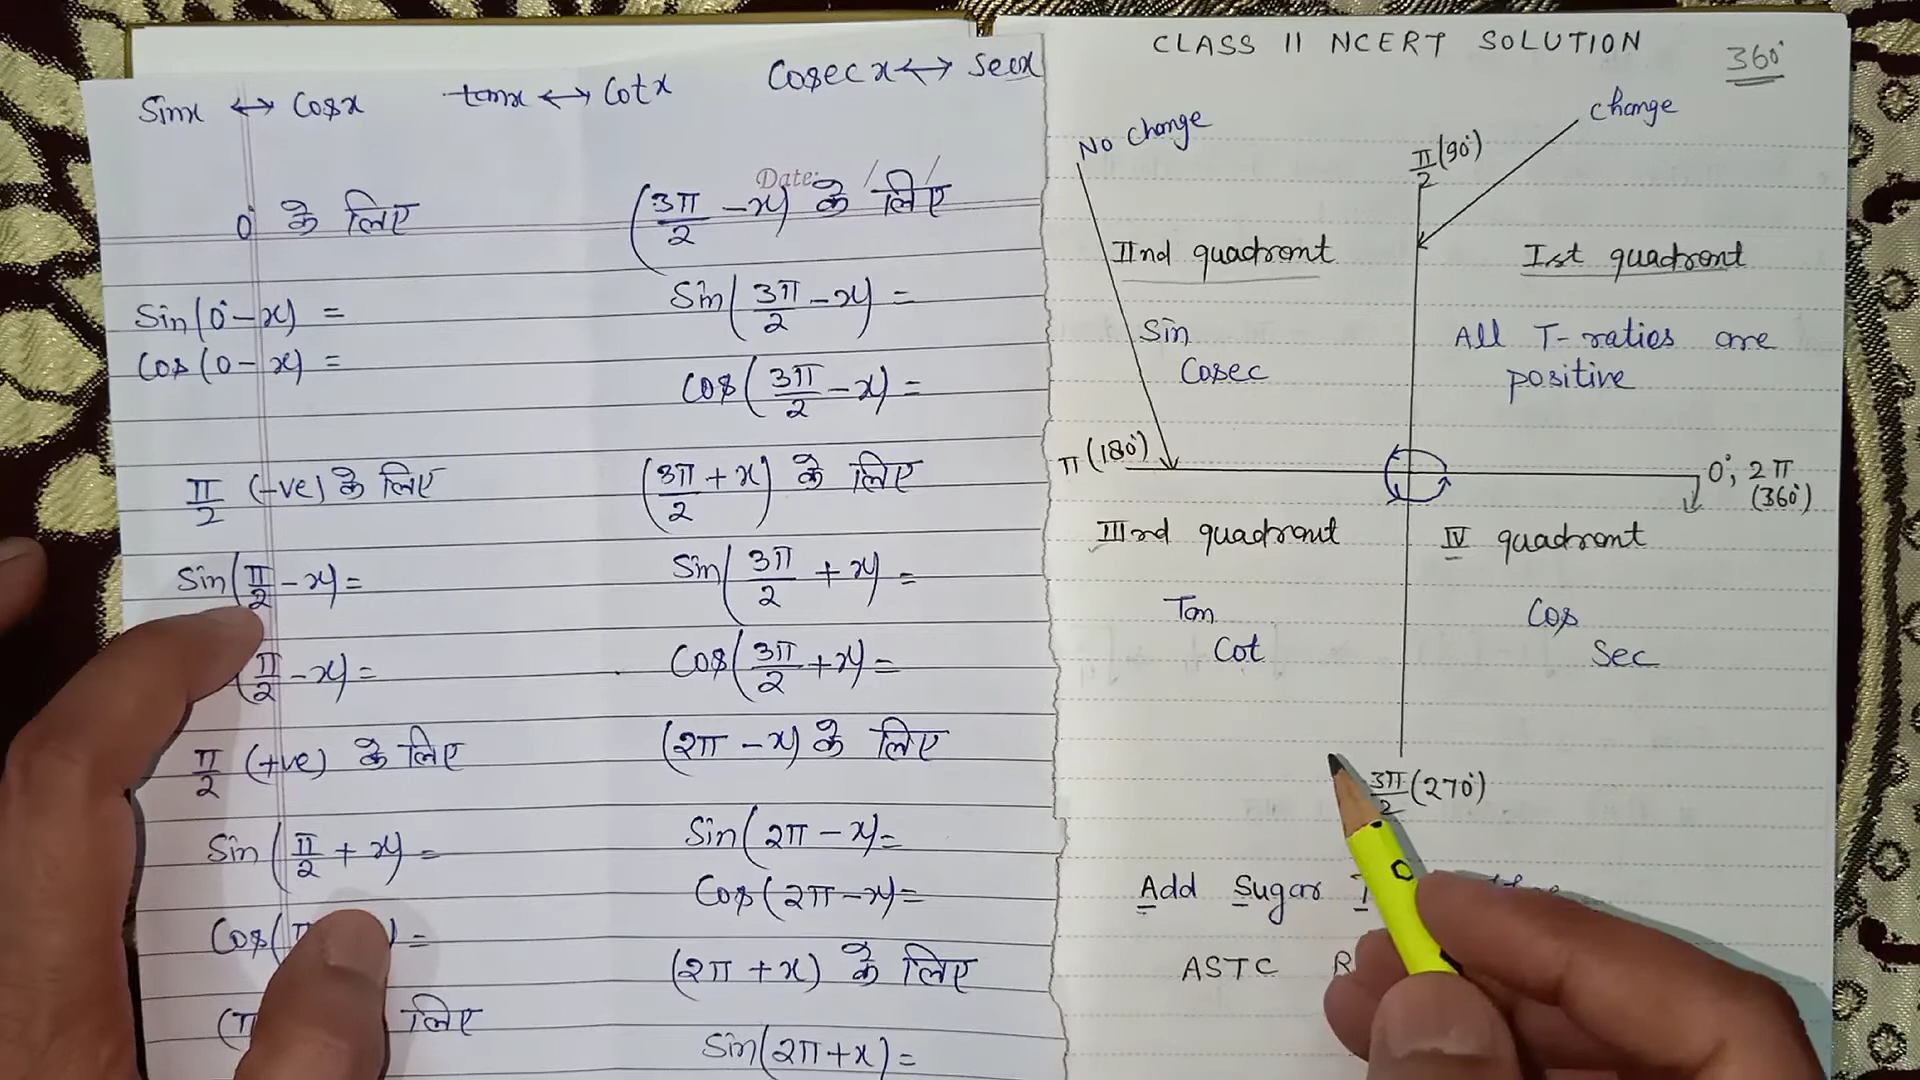 Sinx ↔ Cosx    tanx ↔ Cotx    Cosec x ↔ Secx
Date: / /
0° के लिए
Sin(0°-x) =
Cos(0-x) =
π/2 (-ve) के लिए
Sin(π/2 - x) =
(π/2 - x) =
π/2 (+ve) के लिए
Sin(π/2 + x) =
Cos(
लिए
(3π/2 - x) के लिए
Sin(3π/2 - x) =
Cos(3π/2 - x) =
(3π/2 + x) के लिए
Sin(3π/2 + x) =
Cos(3π/2 + x) =
(2π - x) के लिए
Sin(2π - x) =
Cos(2π - x) =
(2π + x) के लिए
Sin(2π + x) =
CLASS 11 NCERT SOLUTION
360°
No change
change
π/2 (90°)
IInd quadrant
Ist quadrant
Sin
Cosec
All T-ratios are
positive
π (180°)
0°, 2π
(360°)
IIIrd quadrant
IV quadrant
Tan
Cot
Cos
Sec
3π/2 (270°)
Add Sugar
ASTC